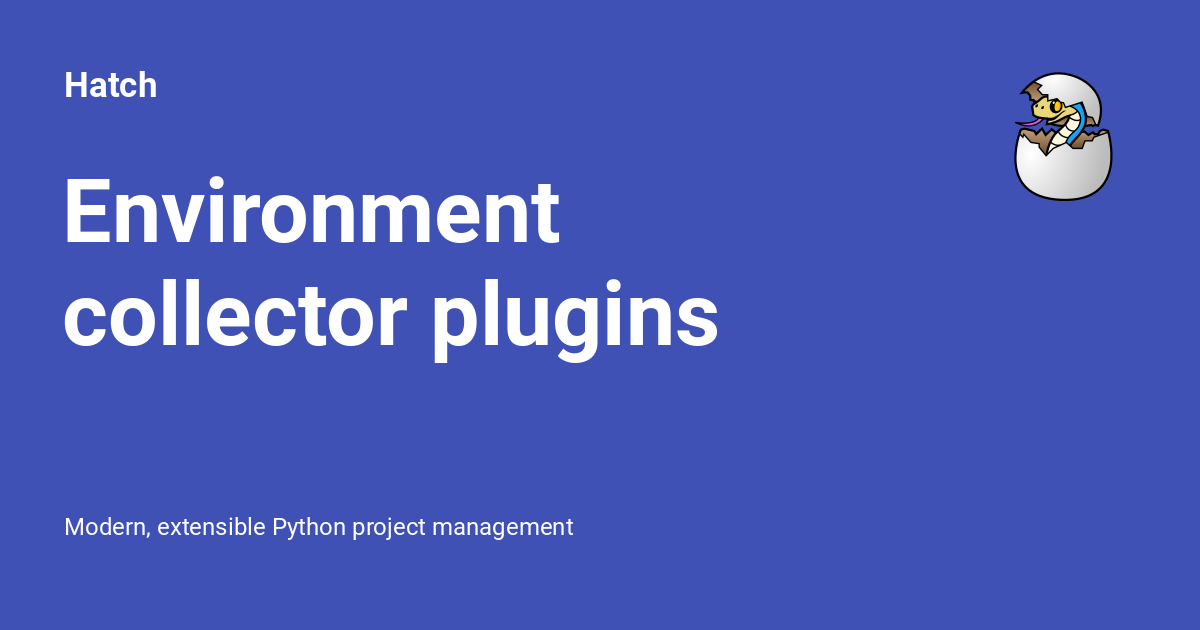 Hatch
Environment
collector plugins
Modern, extensible Python project management